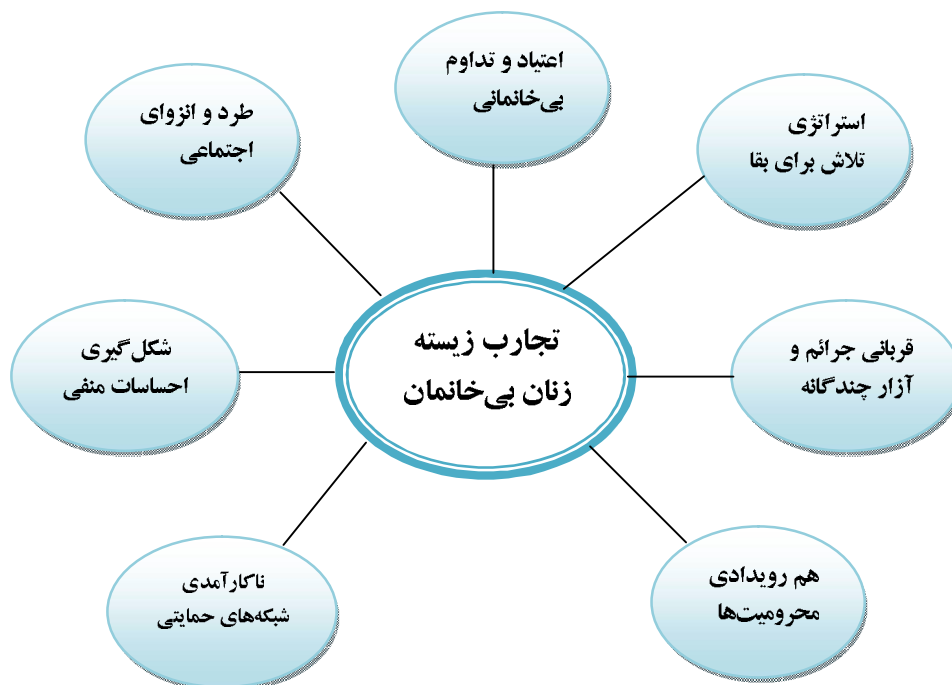 اعتیاد و تداوم
بی‌خانمانی
استراتژی
تلاش برای بقا
طرد و انزوای
اجتماعی
تجارب زیسته
زنان بی‌خانمان
قربانی جرائم و
آزار چندگانه
شکل‌گیری
احساسات منفی
هم رویدادی
محرومیت‌ها
ناکارآمدی
شبکه‌های حمایتی